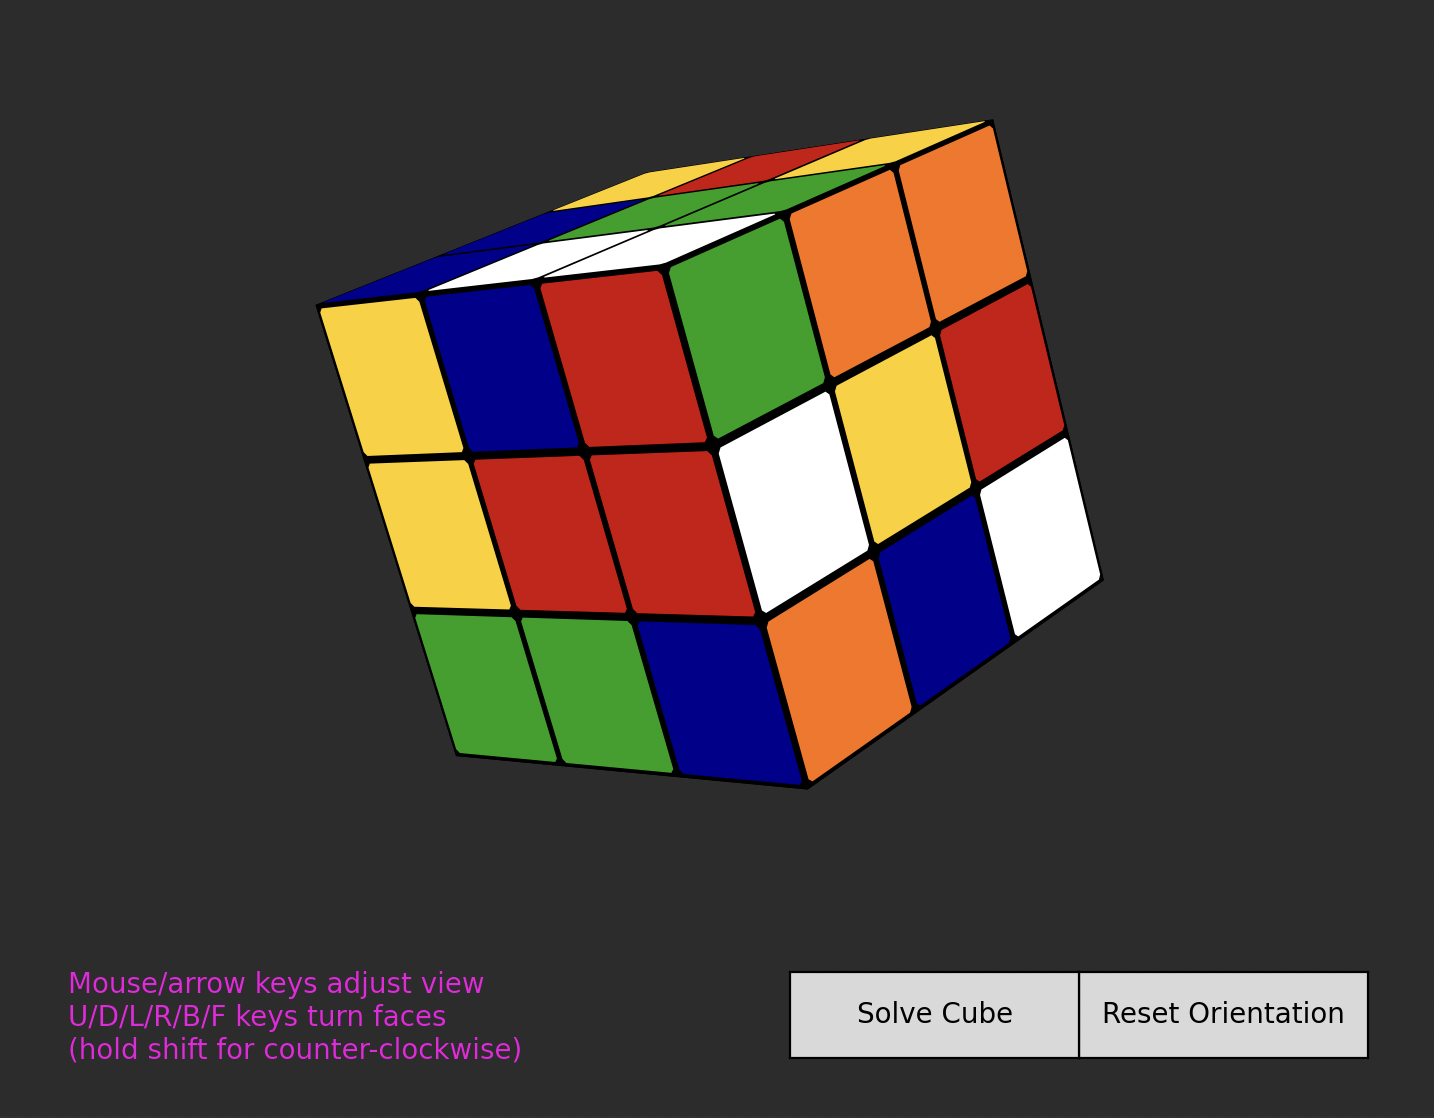 Mouse/arrow keys adjust view
U/D/L/R/B/F keys turn faces
(hold shift for counter-clockwise)
Solve Cube
Reset Orientation